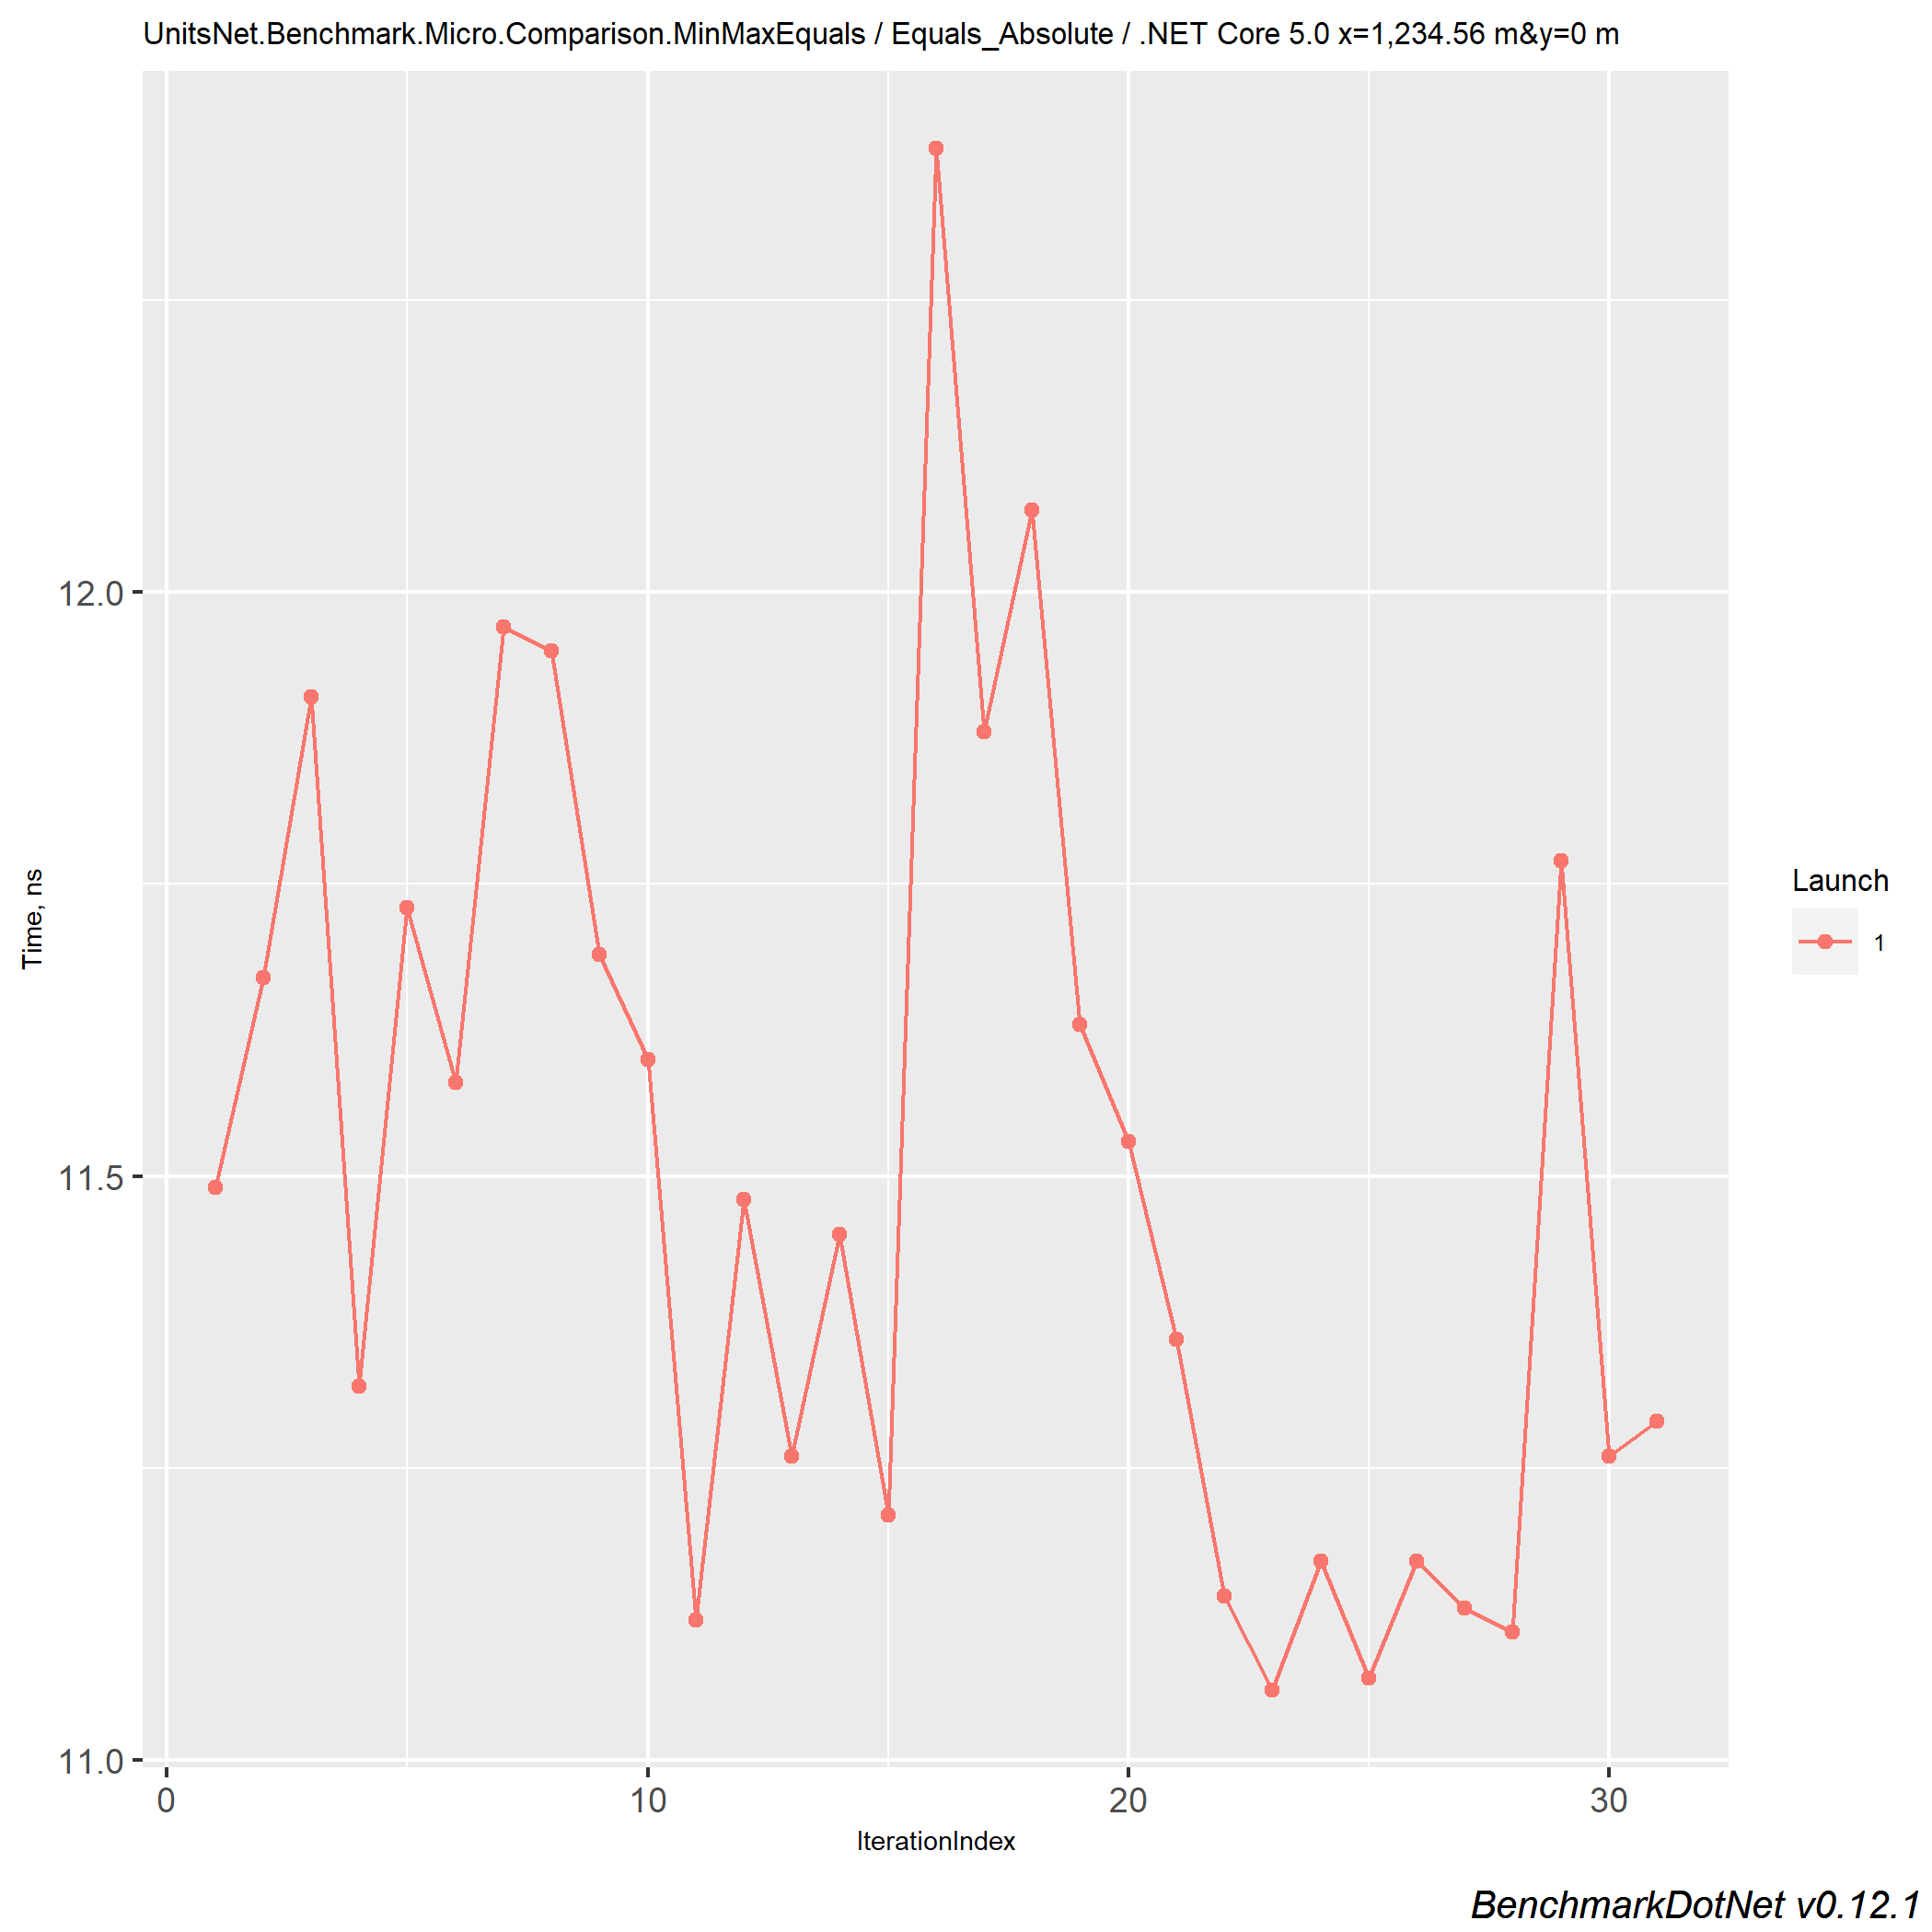 UnitsNet.Benchmark.Micro.Comparison.MinMaxEquals / Equals_Absolute / .NET Core 5.0 x=1,234.56 m&y=0 m
12.0
11.5
11.0
Time, ns
0 10 20 30
IterationIndex
Launch
1
BenchmarkDotNet v0.12.1